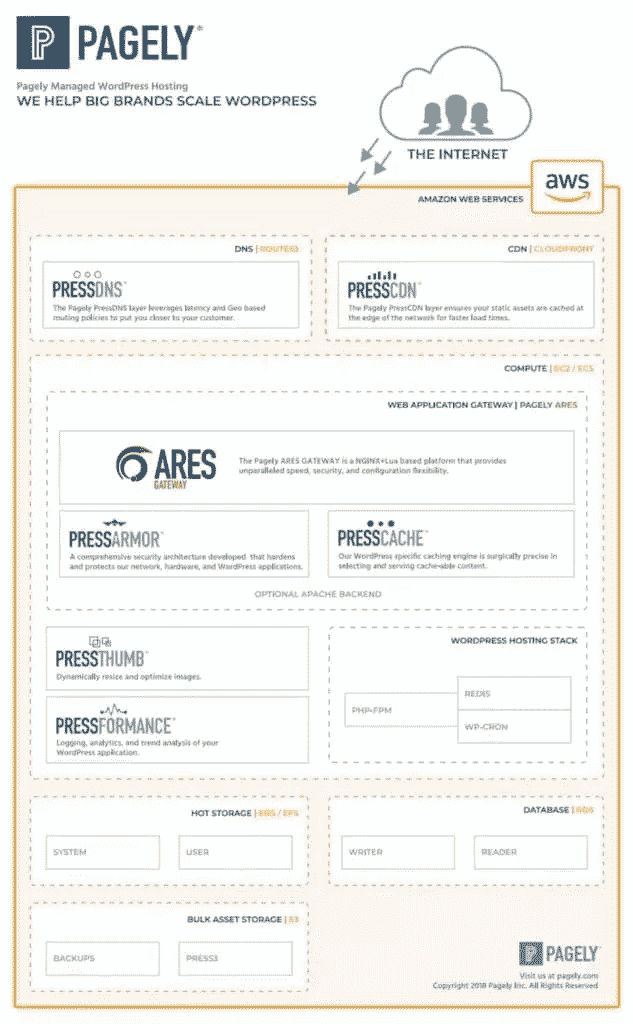 PAGELY®
Pagely Managed WordPress Hosting
WE HELP BIG BRANDS SCALE WORDPRESS
THE INTERNET
aws
AMAZON WEB SERVICES
DNS | ROUTE53
PRESSDNS™
The Pagely PressDNS layer leverages latency and Geo based
routing policies to put you closer to your customer.
CDN | CLOUDFRONT
PRESSCDN™
The Pagely PressCDN layer ensures your static assets are cached at
the edge of the network for faster load times.
COMPUTE | EC2 / ECS
WEB APPLICATION GATEWAY | PAGELY ARES
ARES
GATEWAY
The Pagely ARES GATEWAY is a NGINX+Lua based platform that provides
unparalleled speed, security, and configuration flexibility.
PRESSARMOR™
A comprehensive security architecture developed that hardens
and protects our network, hardware, and WordPress applications.
PRESSCACHE™
Our WordPress specific caching engine is surgically precise in
selecting and serving cache-able content.
OPTIONAL APACHE BACKEND
PRESSTHUMB™
Dynamically resize and optimize images.
PRESSFORMANCE™
Logging, analytics, and trend analysis of your
WordPress application.
WORDPRESS HOSTING STACK
PHP-FPM
REDIS
WP-CRON
HOT STORAGE | EBS / EFS
SYSTEM
USER
DATABASE | RDS
WRITER
READER
BULK ASSET STORAGE | S3
BACKUPS
PRESS3
PAGELY®
Visit us at pagely.com
Copyright 2018 Pagely Inc. All Rights Reserved